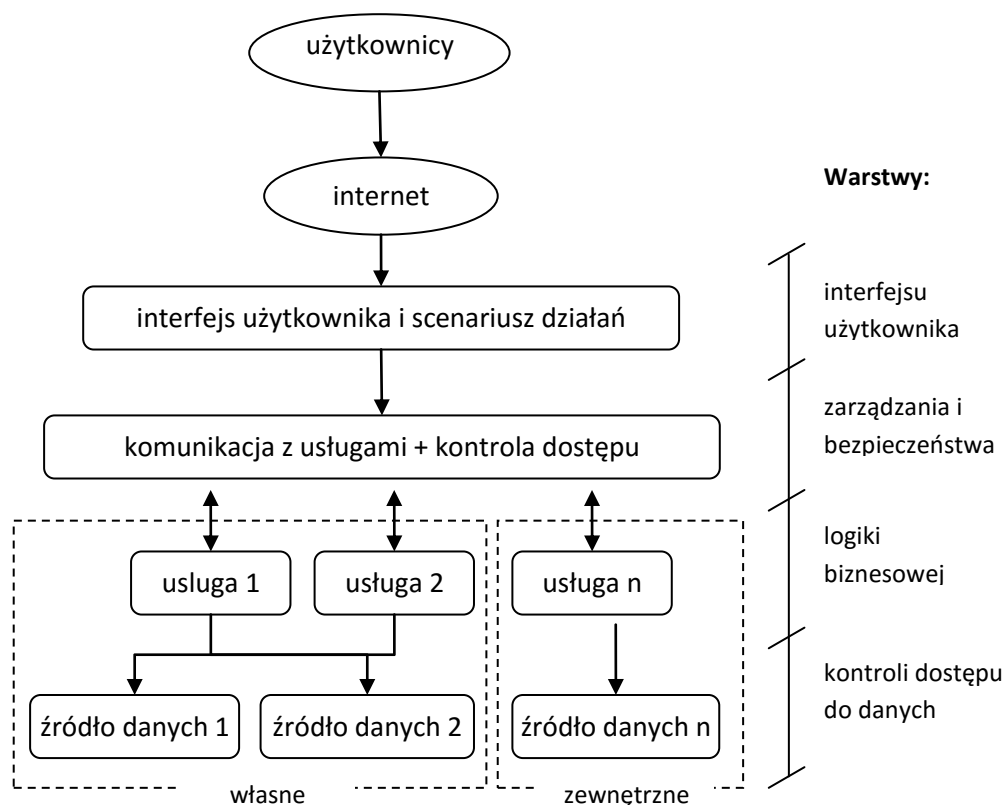 użytkownicy
internet
Warstwy:
interfejs użytkownika i scenariusz działań
interfejsu
użytkownika
komunikacja z usługami + kontrola dostępu
zarządzania i
bezpieczeństwa
usluga 1
usługa 2
usługa n
logiki
biznesowej
źródło danych 1
źródło danych 2
źródło danych n
kontroli dostępu
do danych
własne
zewnętrzne